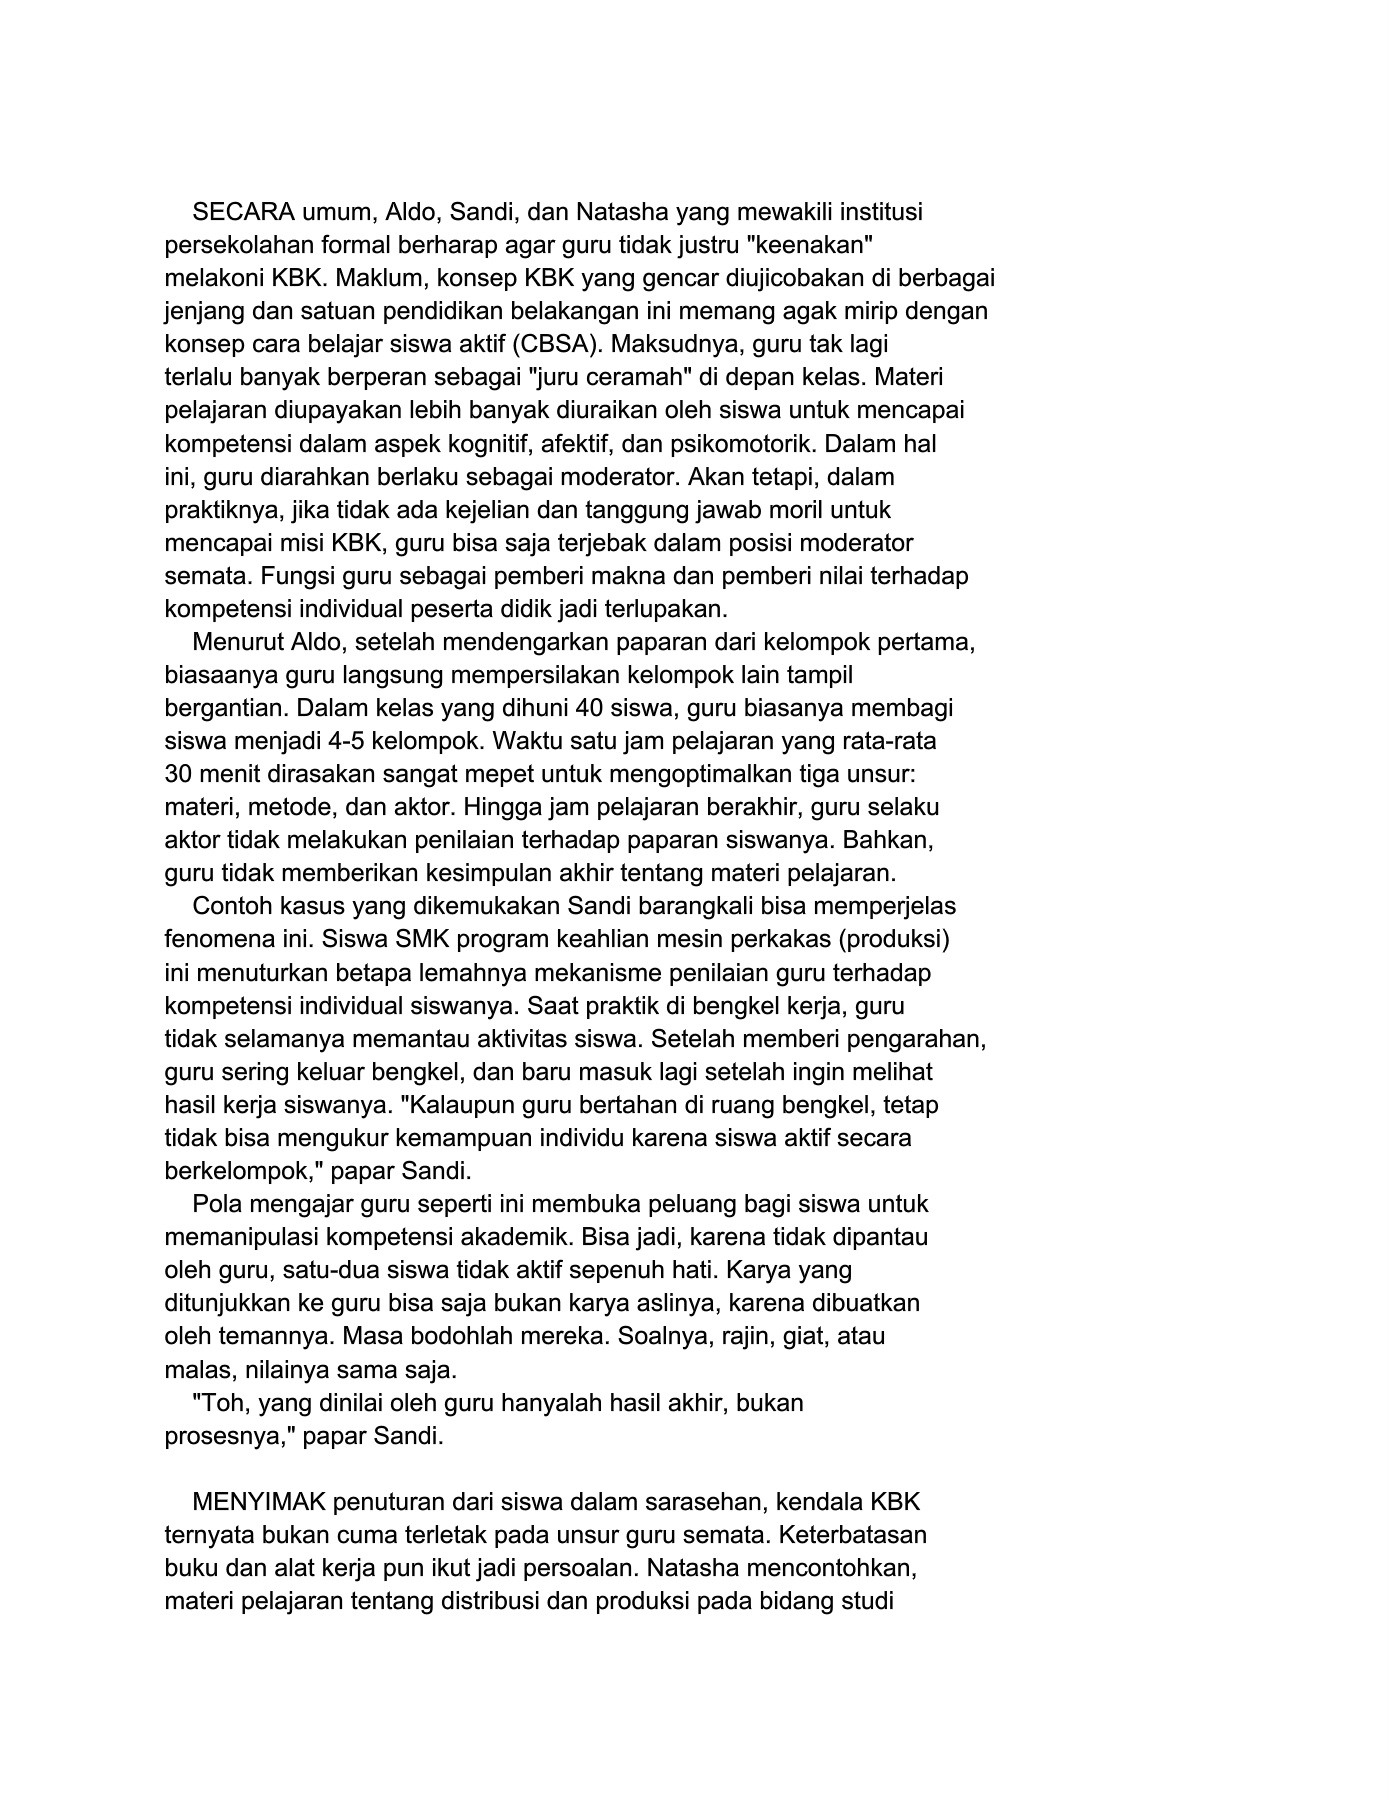 SECARA umum, Aldo, Sandi, dan Natasha yang mewakili institusi
persekolahan formal berharap agar guru tidak justru "keenakan"
melakoni KBK. Maklum, konsep KBK yang gencar diujicobakan di berbagai
jenjang dan satuan pendidikan belakangan ini memang agak mirip dengan
konsep cara belajar siswa aktif (CBSA). Maksudnya, guru tak lagi
terlalu banyak berperan sebagai "juru ceramah" di depan kelas. Materi
pelajaran diupayakan lebih banyak diuraikan oleh siswa untuk mencapai
kompetensi dalam aspek kognitif, afektif, dan psikomotorik. Dalam hal
ini, guru diarahkan berlaku sebagai moderator. Akan tetapi, dalam
praktiknya, jika tidak ada kejelian dan tanggung jawab moril untuk
mencapai misi KBK, guru bisa saja terjebak dalam posisi moderator
semata. Fungsi guru sebagai pemberi makna dan pemberi nilai terhadap
kompetensi individual peserta didik jadi terlupakan.
Menurut Aldo, setelah mendengarkan paparan dari kelompok pertama,
biasaanya guru langsung mempersilakan kelompok lain tampil
bergantian. Dalam kelas yang dihuni 40 siswa, guru biasanya membagi
siswa menjadi 4-5 kelompok. Waktu satu jam pelajaran yang rata-rata
30 menit dirasakan sangat mepet untuk mengoptimalkan tiga unsur:
materi, metode, dan aktor. Hingga jam pelajaran berakhir, guru selaku
aktor tidak melakukan penilaian terhadap paparan siswanya. Bahkan,
guru tidak memberikan kesimpulan akhir tentang materi pelajaran.
Contoh kasus yang dikemukakan Sandi barangkali bisa memperjelas
fenomena ini. Siswa SMK program keahlian mesin perkakas (produksi)
ini menuturkan betapa lemahnya mekanisme penilaian guru terhadap
kompetensi individual siswanya. Saat praktik di bengkel kerja, guru
tidak selamanya memantau aktivitas siswa. Setelah memberi pengarahan,
guru sering keluar bengkel, dan baru masuk lagi setelah ingin melihat
hasil kerja siswanya. "Kalaupun guru bertahan di ruang bengkel, tetap
tidak bisa mengukur kemampuan individu karena siswa aktif secara
berkelompok," papar Sandi.
Pola mengajar guru seperti ini membuka peluang bagi siswa untuk
memanipulasi kompetensi akademik. Bisa jadi, karena tidak dipantau
oleh guru, satu-dua siswa tidak aktif sepenuh hati. Karya yang
ditunjukkan ke guru bisa saja bukan karya aslinya, karena dibuatkan
oleh temannya. Masa bodohlah mereka. Soalnya, rajin, giat, atau
malas, nilainya sama saja.
"Toh, yang dinilai oleh guru hanyalah hasil akhir, bukan
prosesnya," papar Sandi.
MENYIMAK penuturan dari siswa dalam sarasehan, kendala KBK
ternyata bukan cuma terletak pada unsur guru semata. Keterbatasan
buku dan alat kerja pun ikut jadi persoalan. Natasha mencontohkan,
materi pelajaran tentang distribusi dan produksi pada bidang studi